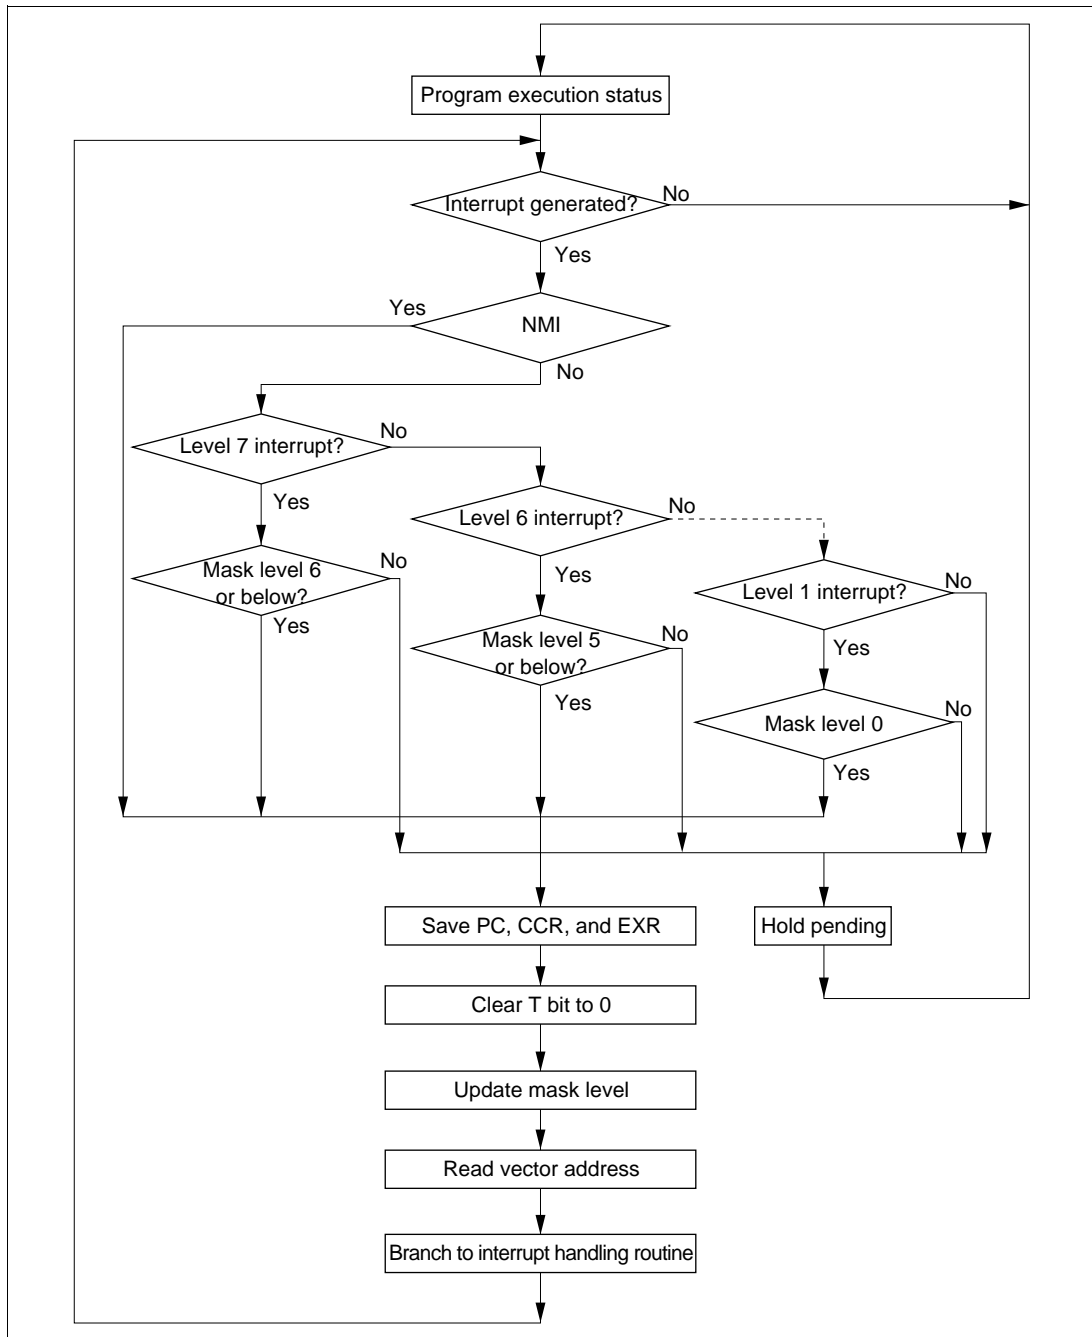 Program execution status
Interrupt generated?
No
Yes
Yes
NMI
No
Level 7 interrupt?
No
Yes
Level 6 interrupt?
No
Mask level 6
or below?
No
Yes
Yes
Level 1 interrupt?
No
Mask level 5
or below?
No
Yes
Yes
Mask level 0
No
Yes
Save PC, CCR, and EXR
Hold pending
Clear T bit to 0
Update mask level
Read vector address
Branch to interrupt handling routine